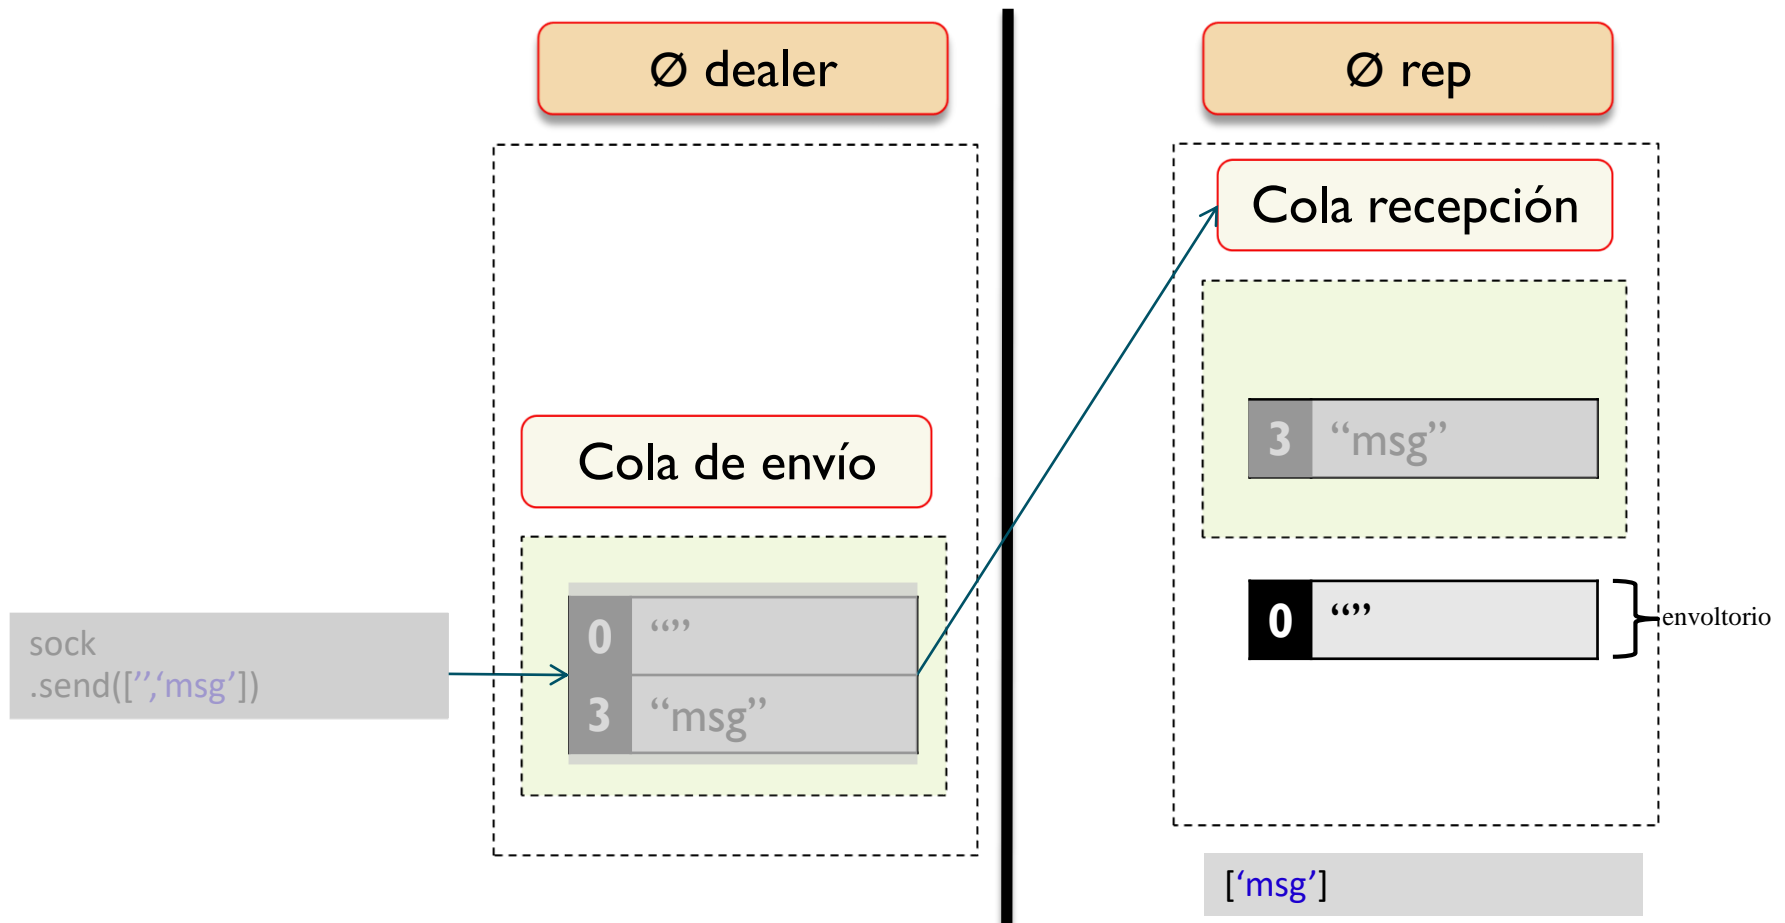 Ø dealer
Ø rep
Cola recepción
3 “msg”
Cola de envío
0 “”
envoltorio
0 “”
3 “msg”
sock
.send([’’,‘msg’])
[‘msg’]